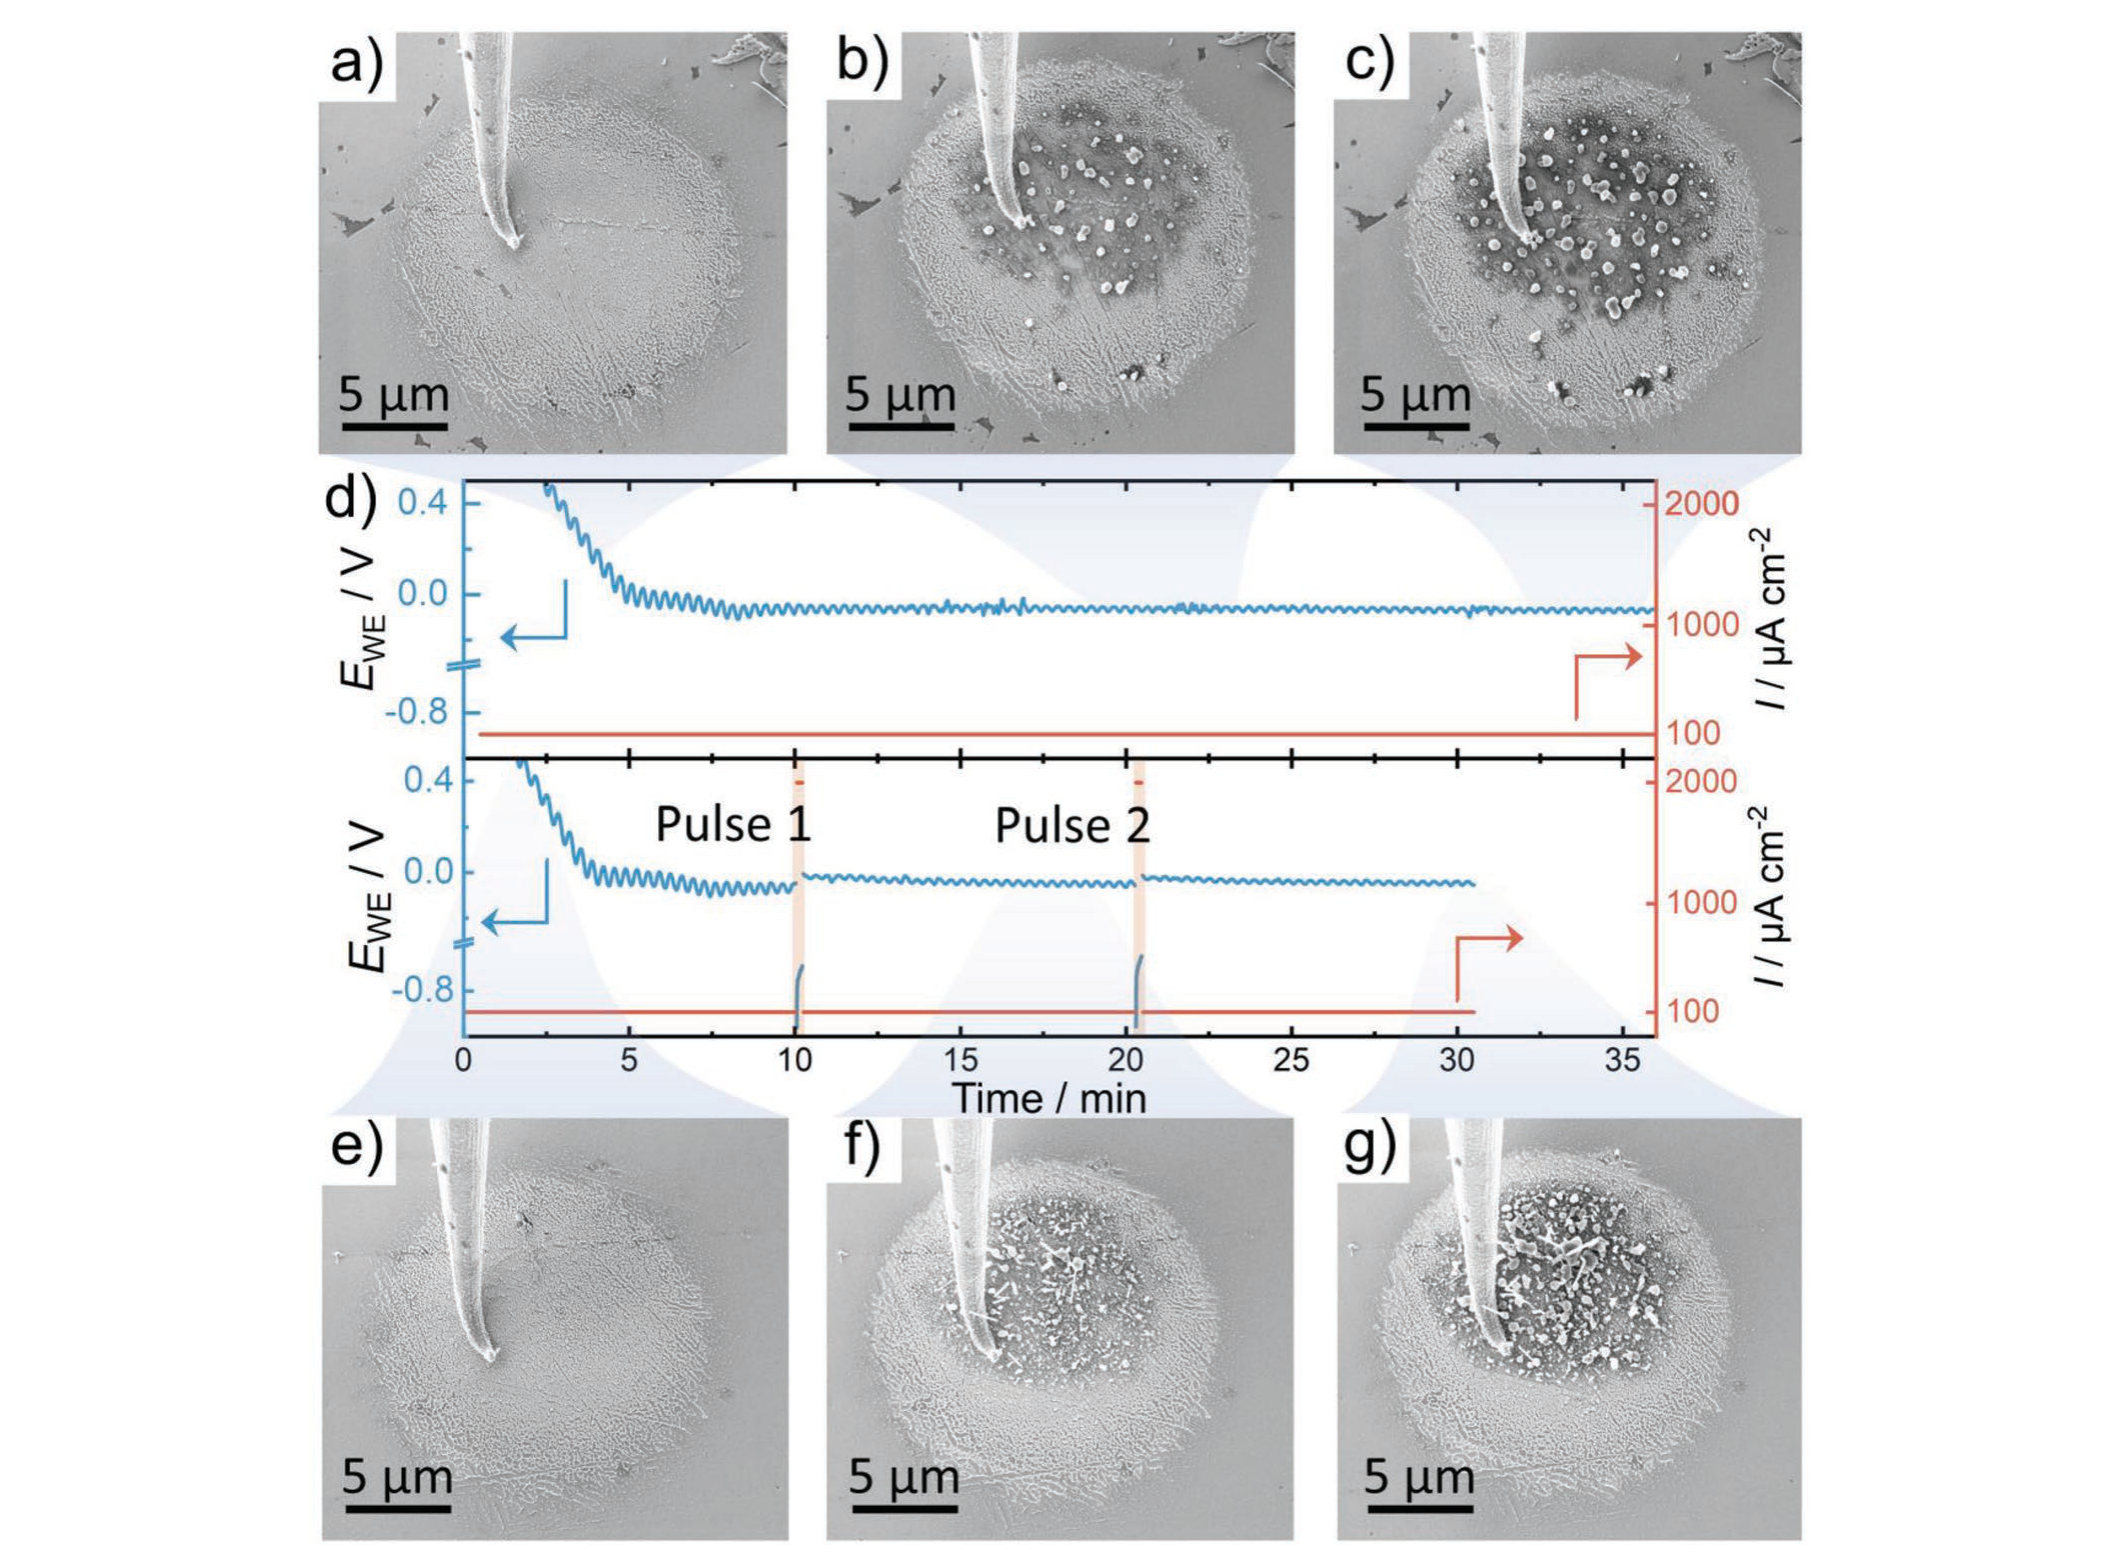 a)
b)
c)
5 µm
5 µm
5 µm
d)
0.4
0.0
-0.8
E_WE / V
2000
1000
100
I / µA cm⁻²
0.4
0.0
-0.8
E_WE / V
Pulse 1
Pulse 2
2000
1000
100
I / µA cm⁻²
0 5 10 15 20 25 30 35
Time / min
e)
f)
g)
5 µm
5 µm
5 µm